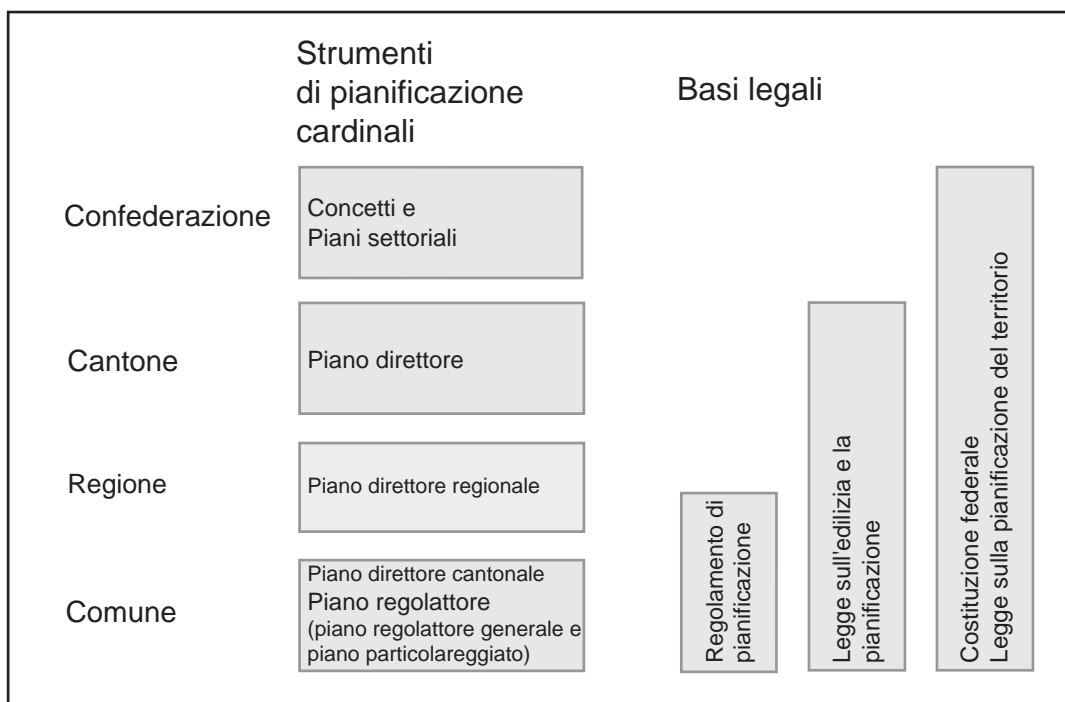 Strumenti
di pianificazione
cardinali
Basi legali
Confederazione
Concetti e
Piani settoriali
Cantone
Piano direttore
Regione
Piano direttore regionale
Comune
Piano direttore cantonale
Piano regolattore
(piano regolattore generale e
piano particolareggiato)
Regolamento di
pianificazione
Legge sull'edilizia e la
pianificazione
Costituzione federale
Legge sulla pianificazione del territorio